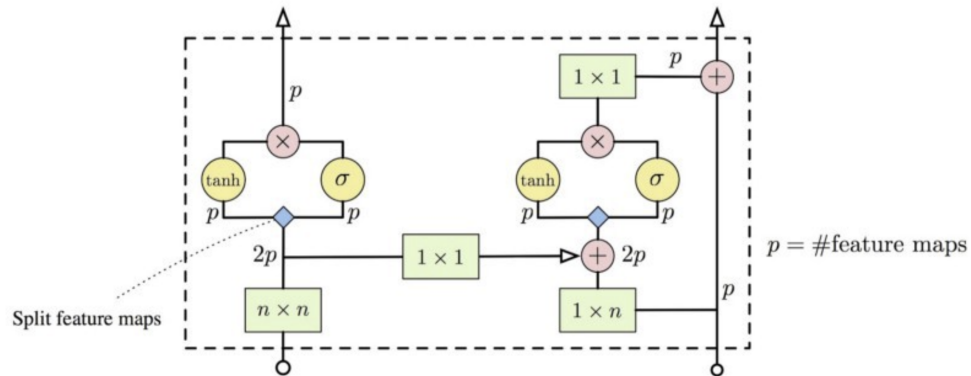 p
p
1 × 1
+
×
×
tanh
σ
tanh
σ
p
p
p
p
2p
1 × 1
+
2p
p = #feature maps
p
Split feature maps
n × n
1 × n